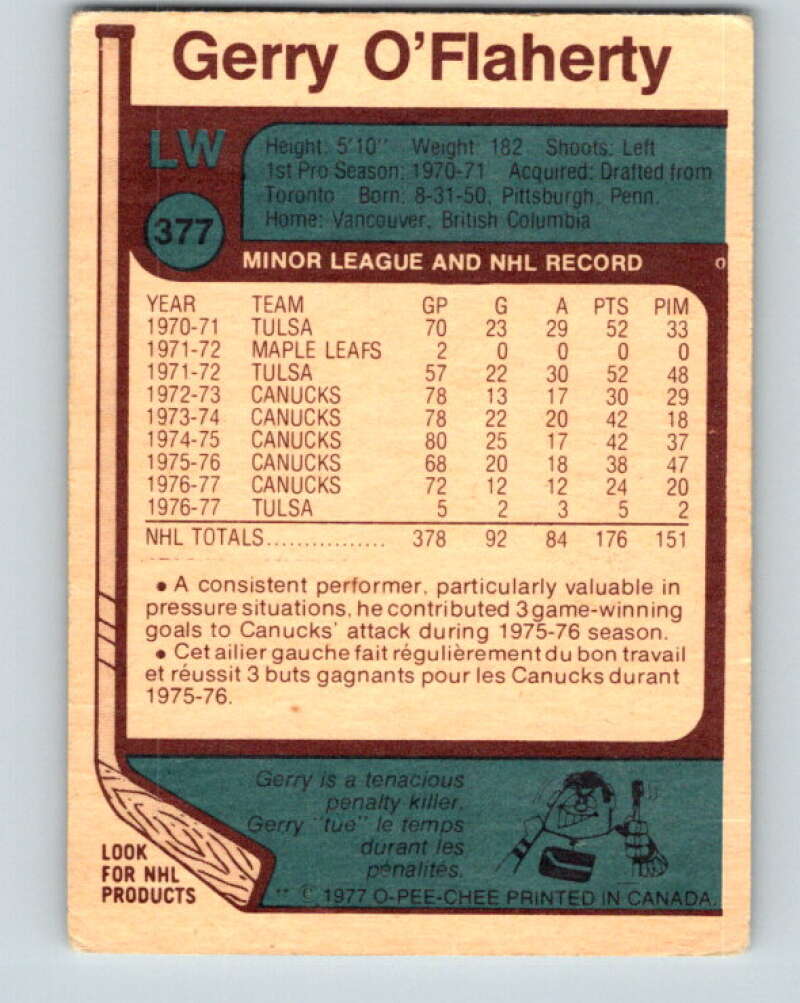 Gerry O'Flaherty
LW
Height: 5'10" Weight: 182 Shoots: Left
1st Pro Season: 1970-71 Acquired: Drafted from
Toronto Born: 8-31-50, Pittsburgh, Penn.
Home: Vancouver, British Columbia
377
MINOR LEAGUE AND NHL RECORD
YEAR TEAM GP G A PTS PIM
1970-71 TULSA 70 23 29 52 33
1971-72 MAPLE LEAFS 2 0 0 0 0
1971-72 TULSA 57 22 30 52 48
1972-73 CANUCKS 78 13 17 30 29
1973-74 CANUCKS 78 22 20 42 18
1974-75 CANUCKS 80 25 17 42 37
1975-76 CANUCKS 68 20 18 38 47
1976-77 CANUCKS 72 12 12 24 20
1976-77 TULSA 5 2 3 5 2
NHL TOTALS................ 378 92 84 176 151
• A consistent performer, particularly valuable in
pressure situations, he contributed 3 game-winning
goals to Canucks' attack during 1975-76 season.
• Cet ailier gauche fait régulièrement du bon travail
et réussit 3 buts gagnants pour les Canucks durant
1975-76.
Gerry is a tenacious
penalty killer.
Gerry "tue" le temps
durant les
pénalités.
LOOK
FOR NHL
PRODUCTS
** © 1977 O-PEE-CHEE PRINTED IN CANADA.